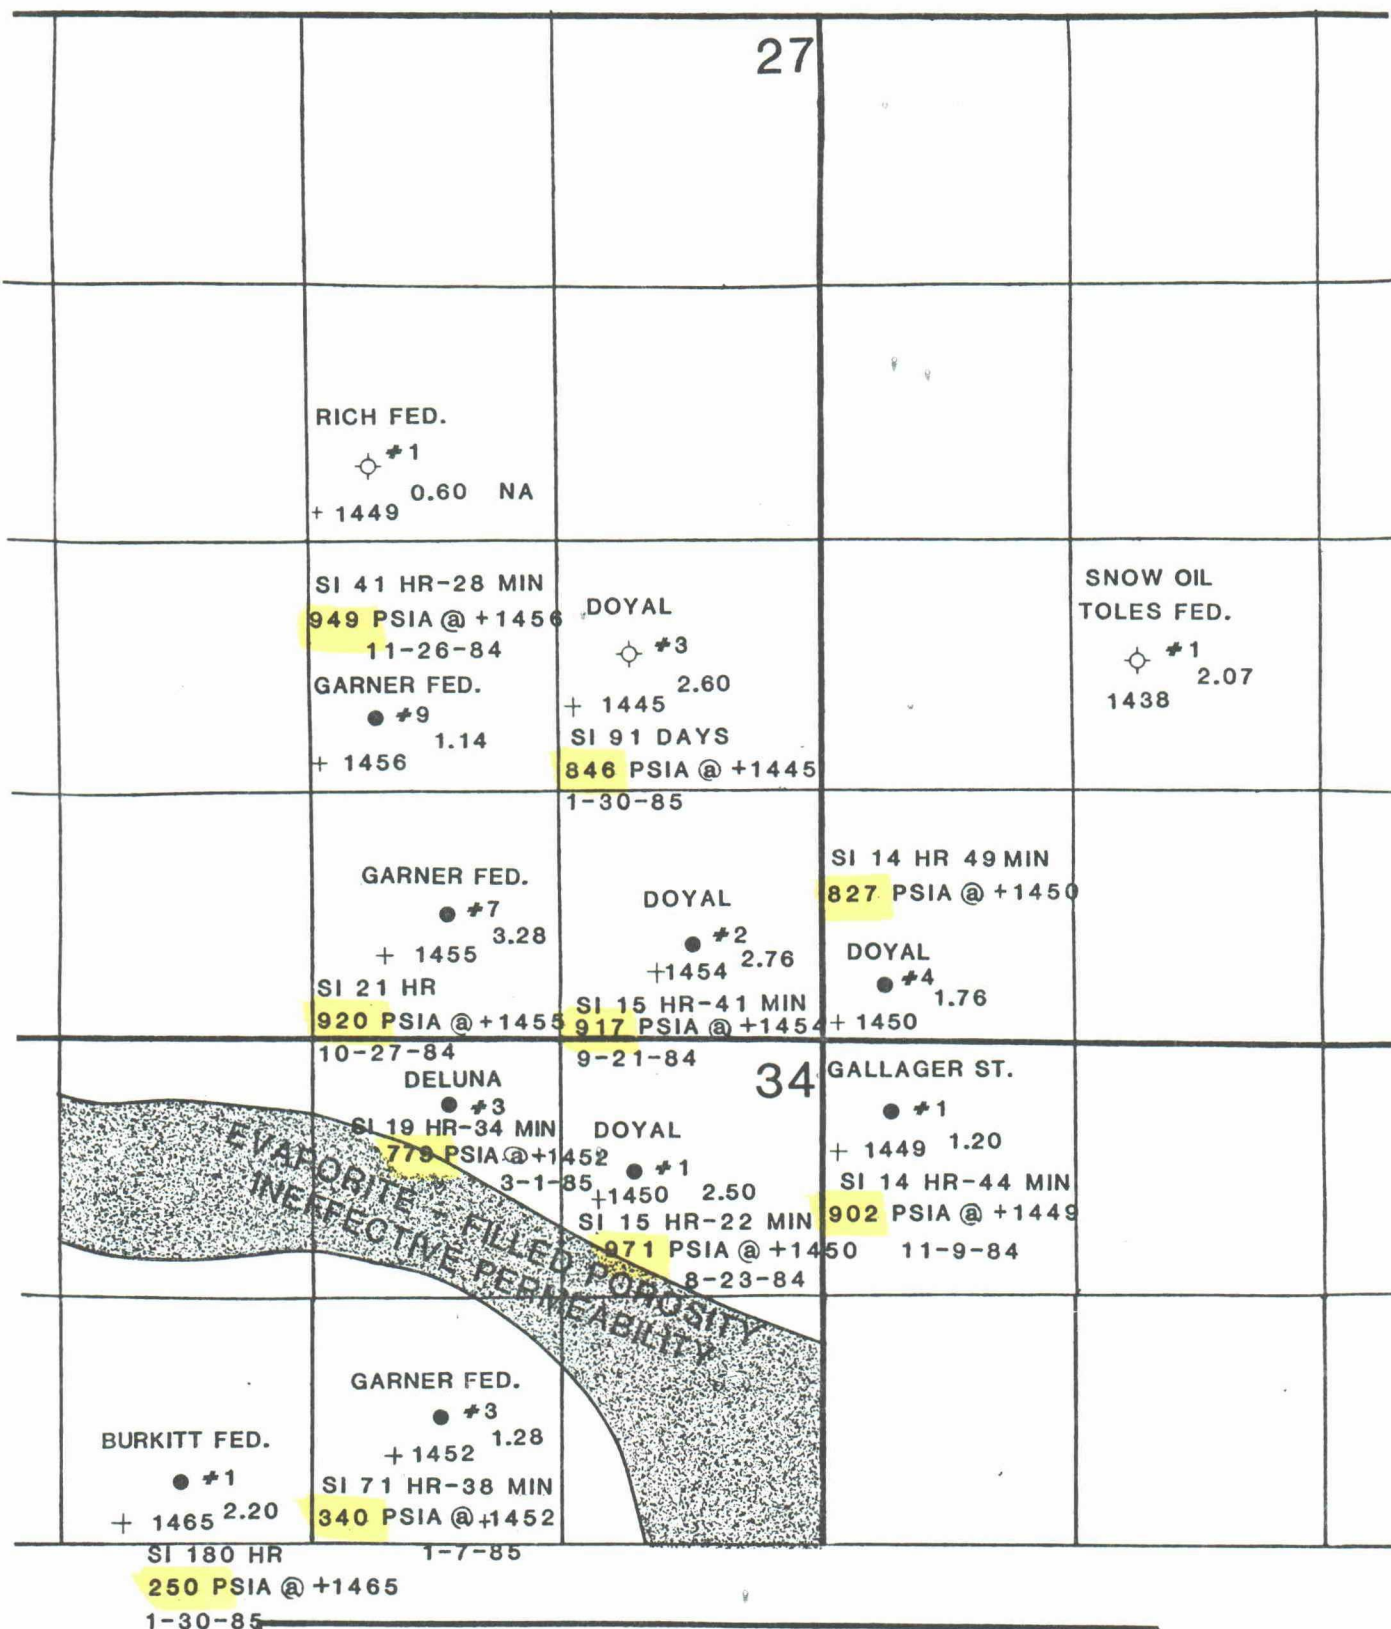 27
RICH FED.
#1
0.60 NA
+ 1449
SI 41 HR-28 MIN
949 PSIA @ +1456
11-26-84
GARNER FED.
#9
1.14
+ 1456
DOYAL
#3
2.60
+ 1445
SI 91 DAYS
846 PSIA @ +1445
1-30-85
SNOW OIL
TOLES FED.
#1
2.07
1438
GARNER FED.
#7
3.28
+ 1455
SI 21 HR
920 PSIA @ +1455
10-27-84
DOYAL
#2
2.76
+1454
SI 15 HR-41 MIN
917 PSIA @ +1454
9-21-84
SI 14 HR 49 MIN
827 PSIA @ +1450
DOYAL
#4
1.76
+ 1450
34
DELUNA
#3
SI 19 HR-34 MIN
779 PSIA @ +1452
3-1-85
DOYAL
#1
+1450 2.50
SI 15 HR-22 MIN
971 PSIA @ +1450
8-23-84
GALLAGER ST.
#1
+ 1449 1.20
SI 14 HR-44 MIN
902 PSIA @ +1449
11-9-84
EVAPORITE - FILLED POROSITY
INEFFECTIVE PERMEABILITY
GARNER FED.
#3
1.28
+ 1452
SI 71 HR-38 MIN
340 PSIA @ +1452
1-7-85
BURKITT FED.
#1
+ 1465 2.20
SI 180 HR
250 PSIA @ +1465
1-30-85